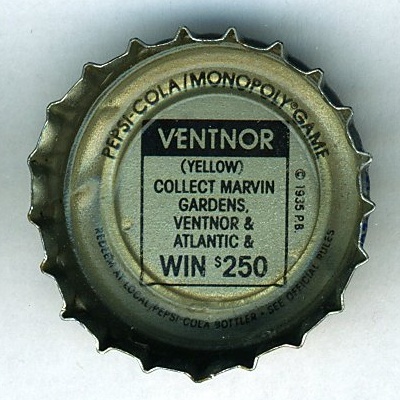 PEPSI-COLA/MONOPOLY® GAME
VENTNOR
(YELLOW)
COLLECT MARVIN
GARDENS,
VENTNOR &
ATLANTIC &
WIN $250
© 1935 P.B.
REDEEM AT LOCAL PEPSI-COLA BOTTLER • SEE OFFICIAL RULES